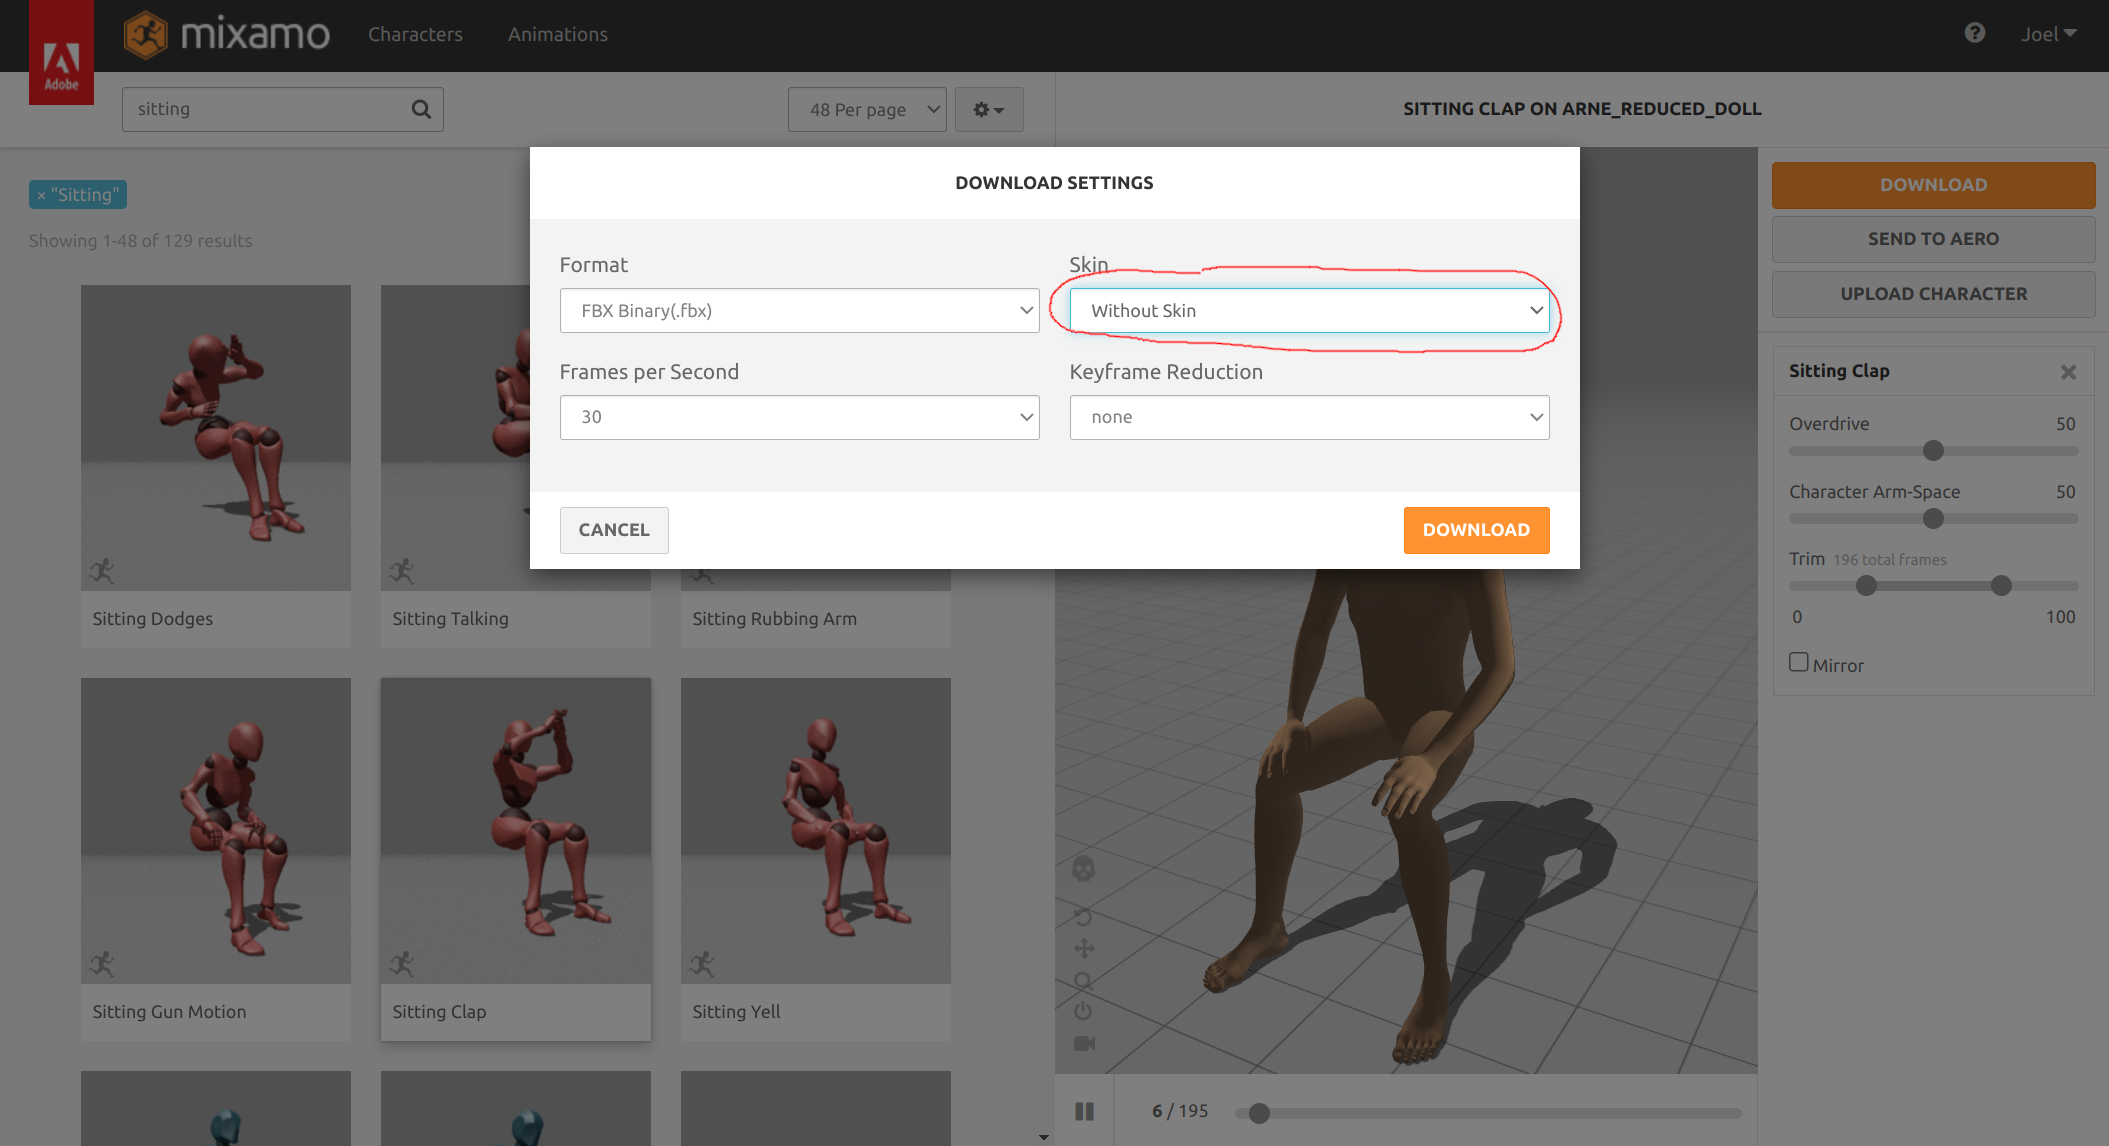 Adobe
mixamo
Characters
Animations
Joel
sitting
48 Per page
SITTING CLAP ON ARNE_REDUCED_DOLL
× "Sitting"
Showing 1-48 of 129 results
DOWNLOAD SETTINGS
Format
Skin
FBX Binary(.fbx)
Without Skin
Frames per Second
Keyframe Reduction
30
none
CANCEL
DOWNLOAD
DOWNLOAD
SEND TO AERO
UPLOAD CHARACTER
Sitting Clap
Overdrive
50
Character Arm-Space
50
Trim 196 total frames
0
100
Mirror
Sitting Dodges
Sitting Talking
Sitting Rubbing Arm
Sitting Gun Motion
Sitting Clap
Sitting Yell
6 / 195